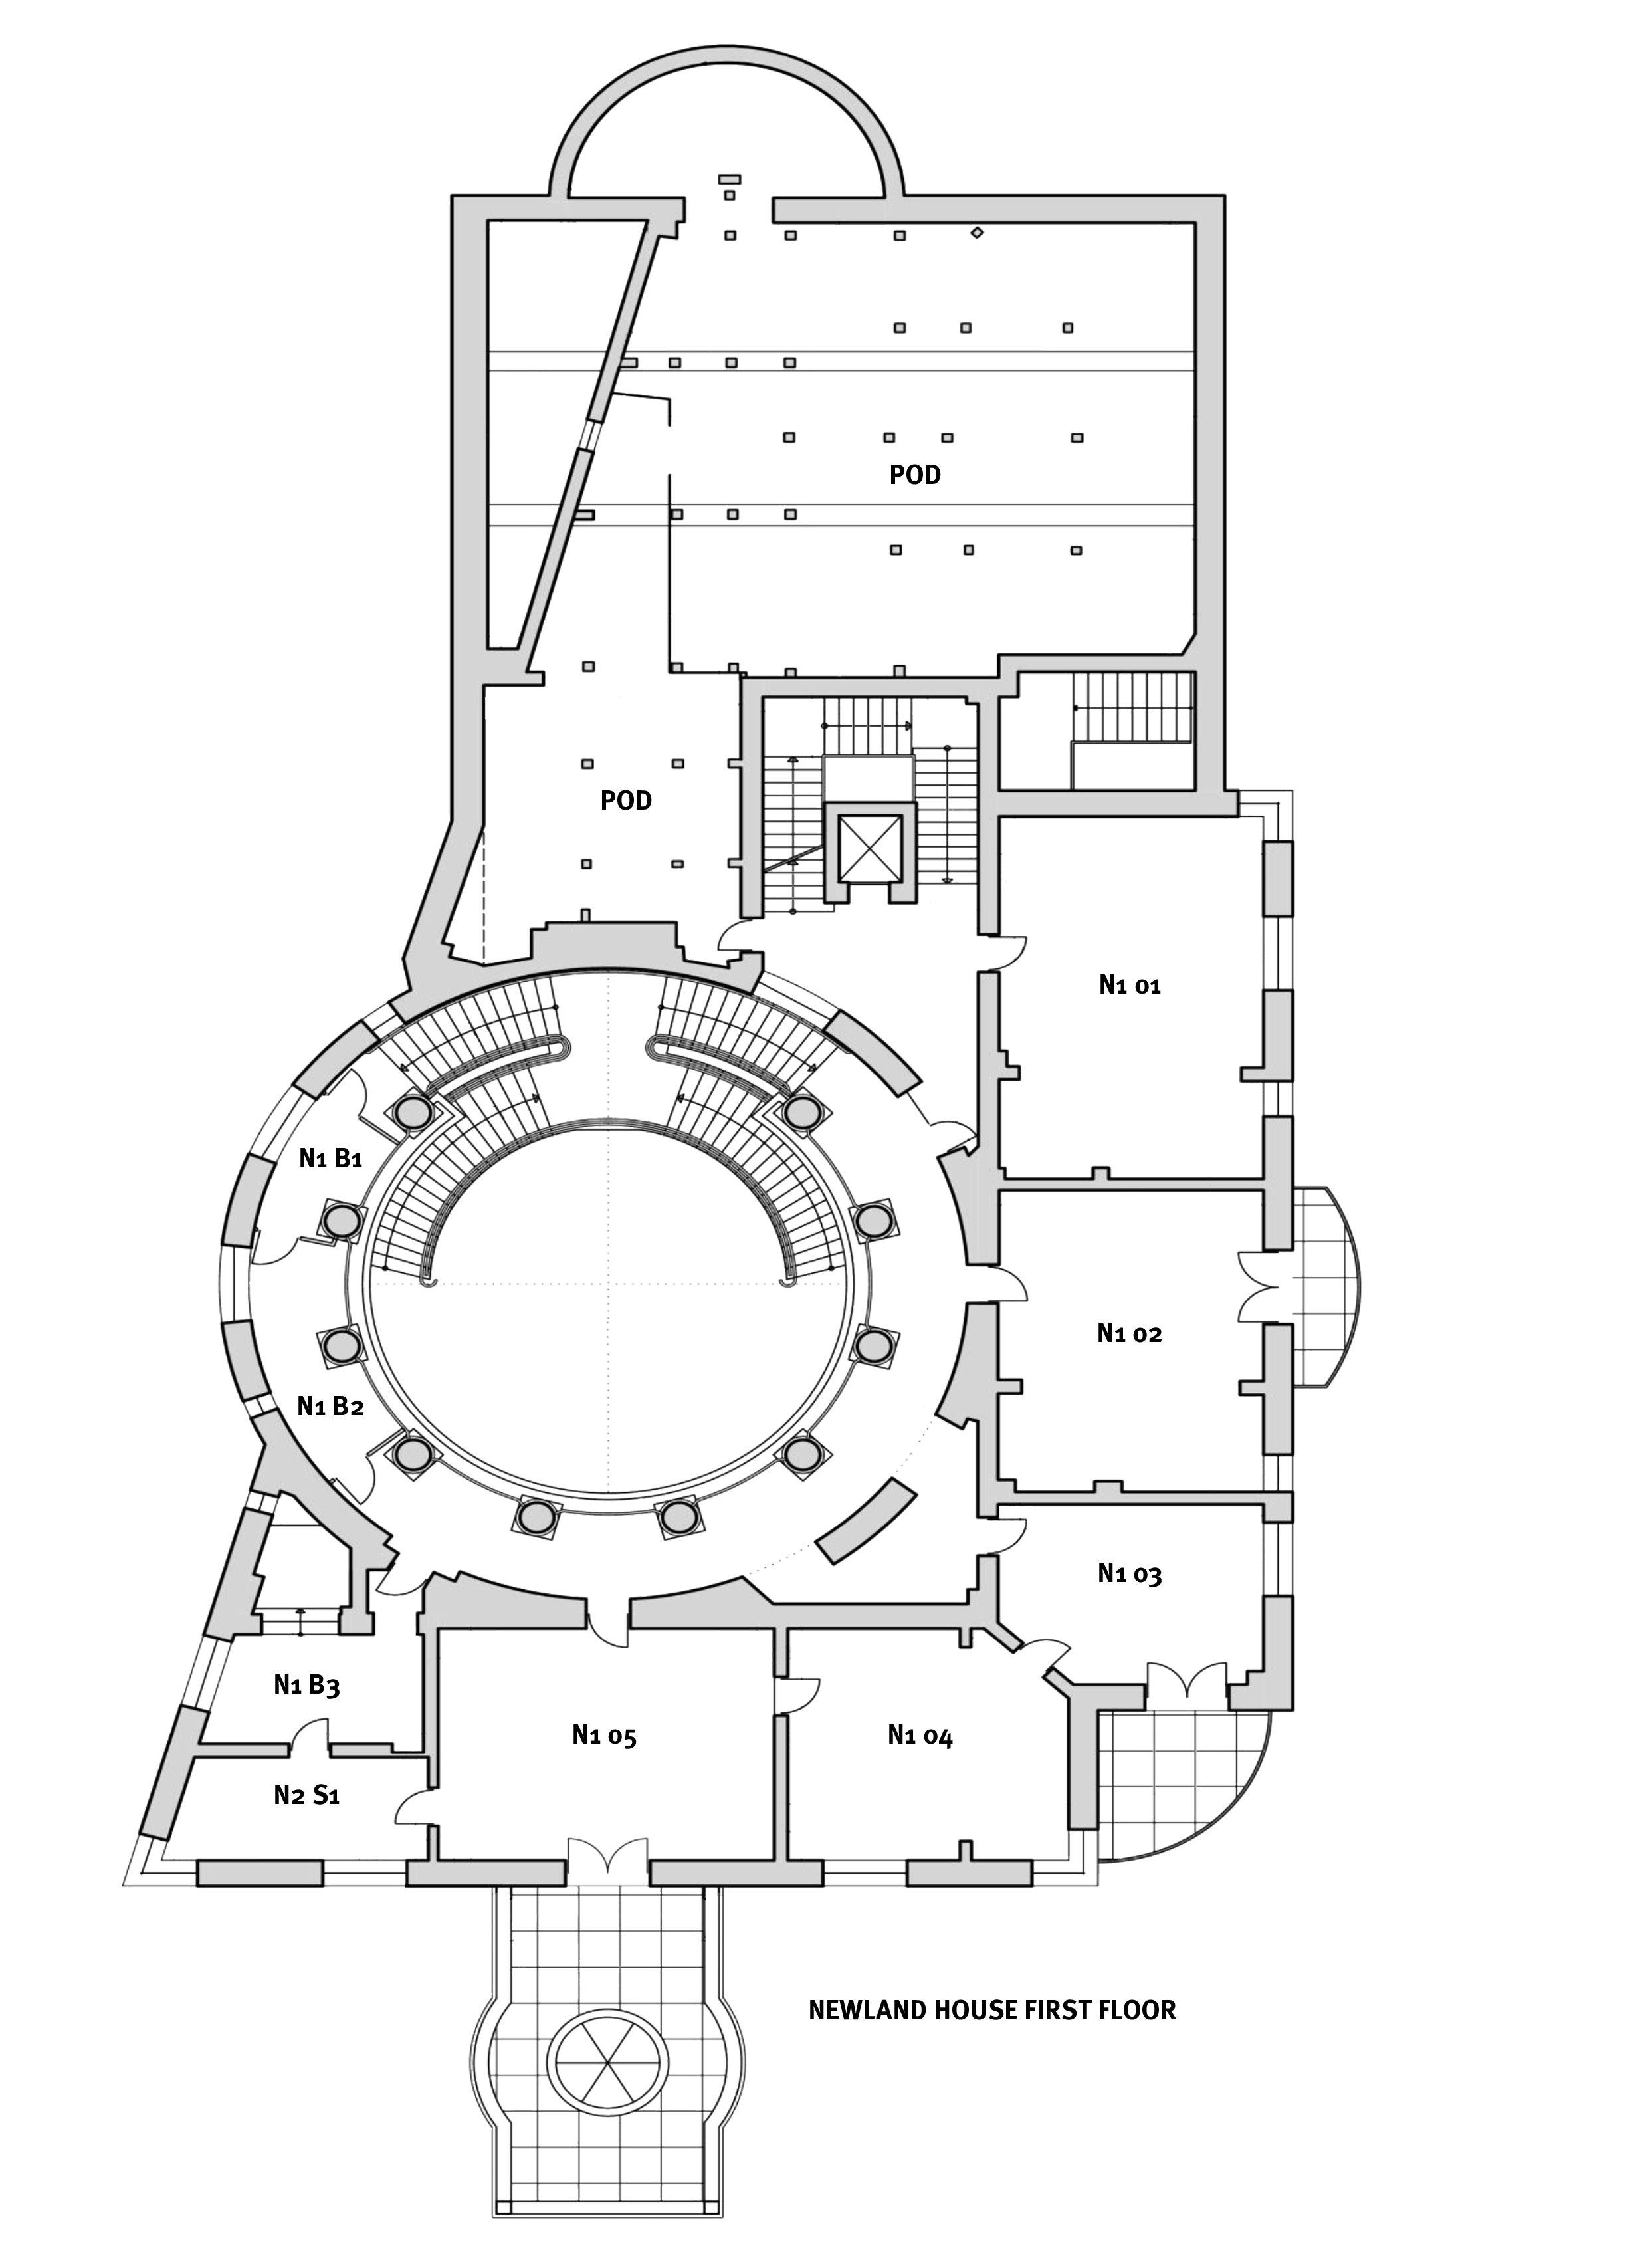 POD
POD
N1 01
N1 B1
N1 02
N1 B2
N1 03
N1 B3
N1 05
N1 04
N2 S1
NEWLAND HOUSE FIRST FLOOR